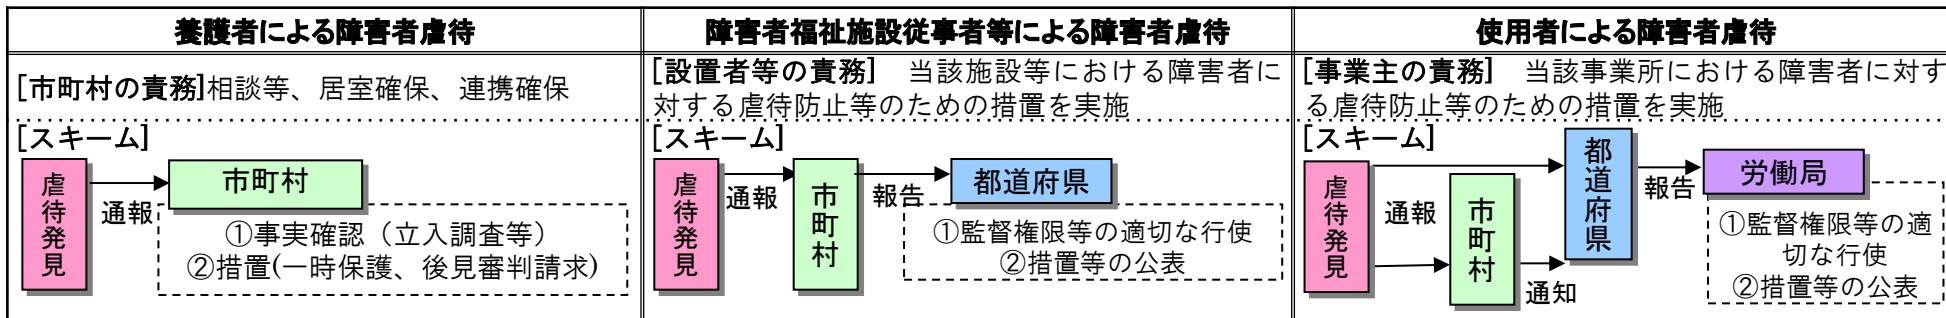 養護者による障害者虐待
[市町村の責務]相談等、居室確保、連携確保
[スキーム]
虐待発見
通報
市町村
①事実確認（立入調査等）
②措置(一時保護、後見審判請求)
障害者福祉施設従事者等による障害者虐待
[設置者等の責務]　当該施設等における障害者に
対する虐待防止等のための措置を実施
[スキーム]
虐待発見
通報
市町村
報告
都道府県
①監督権限等の適切な行使
②措置等の公表
使用者による障害者虐待
[事業主の責務]　当該事業所における障害者に対す
る虐待防止等のための措置を実施
[スキーム]
虐待発見
通報
市町村
通知
都道府県
報告
労働局
①監督権限等の適
切な行使
②措置等の公表